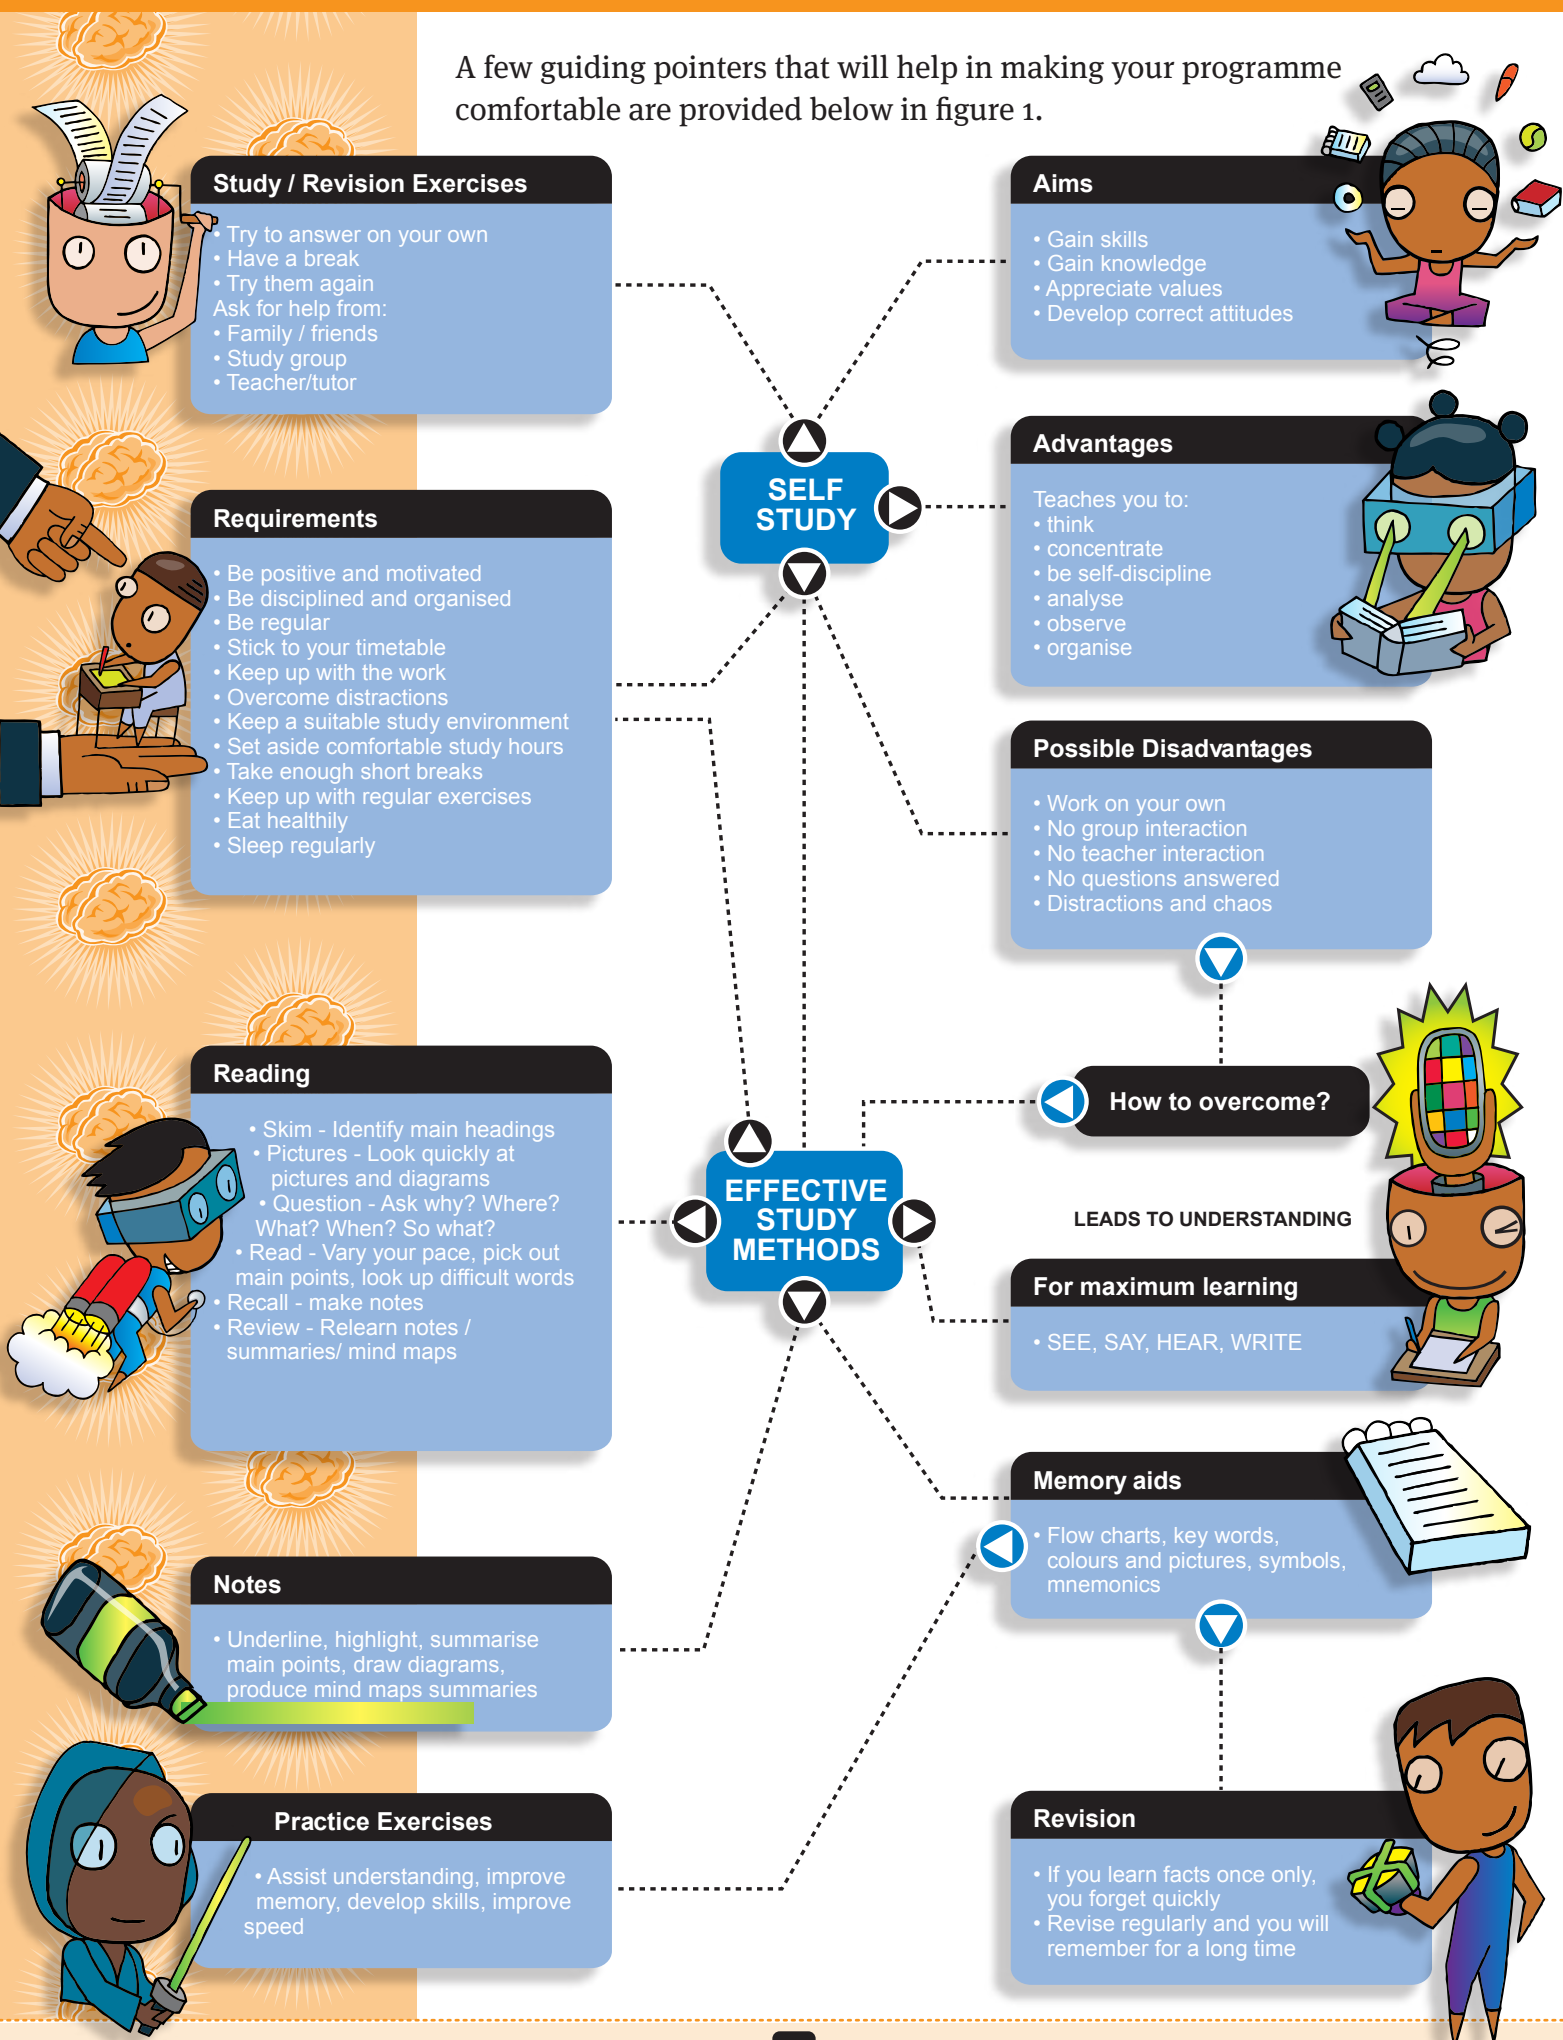 A few guiding pointers that will help in making your programme
comfortable are provided below in figure 1.
Study / Revision Exercises
• Try to answer on your own
• Have a break
• Try them again
Ask for help from:
• Family / friends
• Study group
• Teacher/tutor
Aims
• Gain skills
• Gain knowledge
• Appreciate values
• Develop correct attitudes
SELF
STUDY
Advantages
Teaches you to:
• think
• concentrate
• be self-discipline
• analyse
• observe
• organise
Requirements
• Be positive and motivated
• Be disciplined and organised
• Be regular
• Stick to your timetable
• Keep up with the work
• Overcome distractions
• Keep a suitable study environment
• Set aside comfortable study hours
• Take enough short breaks
• Keep up with regular exercises
• Eat healthily
• Sleep regularly
Possible Disadvantages
• Work on your own
• No group interaction
• No teacher interaction
• No questions answered
• Distractions and chaos
How to overcome?
Reading
• Skim - Identify main headings
• Pictures - Look quickly at
pictures and diagrams
• Question - Ask why? Where?
What? When? So what?
• Read - Vary your pace, pick out
main points, look up difficult words
• Recall - make notes
• Review - Relearn notes /
summaries/ mind maps
EFFECTIVE
STUDY
METHODS
LEADS TO UNDERSTANDING
For maximum learning
• SEE, SAY, HEAR, WRITE
Memory aids
• Flow charts, key words,
colours and pictures, symbols,
mnemonics
Notes
• Underline, highlight, summarise
main points, draw diagrams,
produce mind maps summaries
Practice Exercises
• Assist understanding, improve
memory, develop skills, improve
speed
Revision
• If you learn facts once only,
you forget quickly
• Revise regularly and you will
remember for a long time